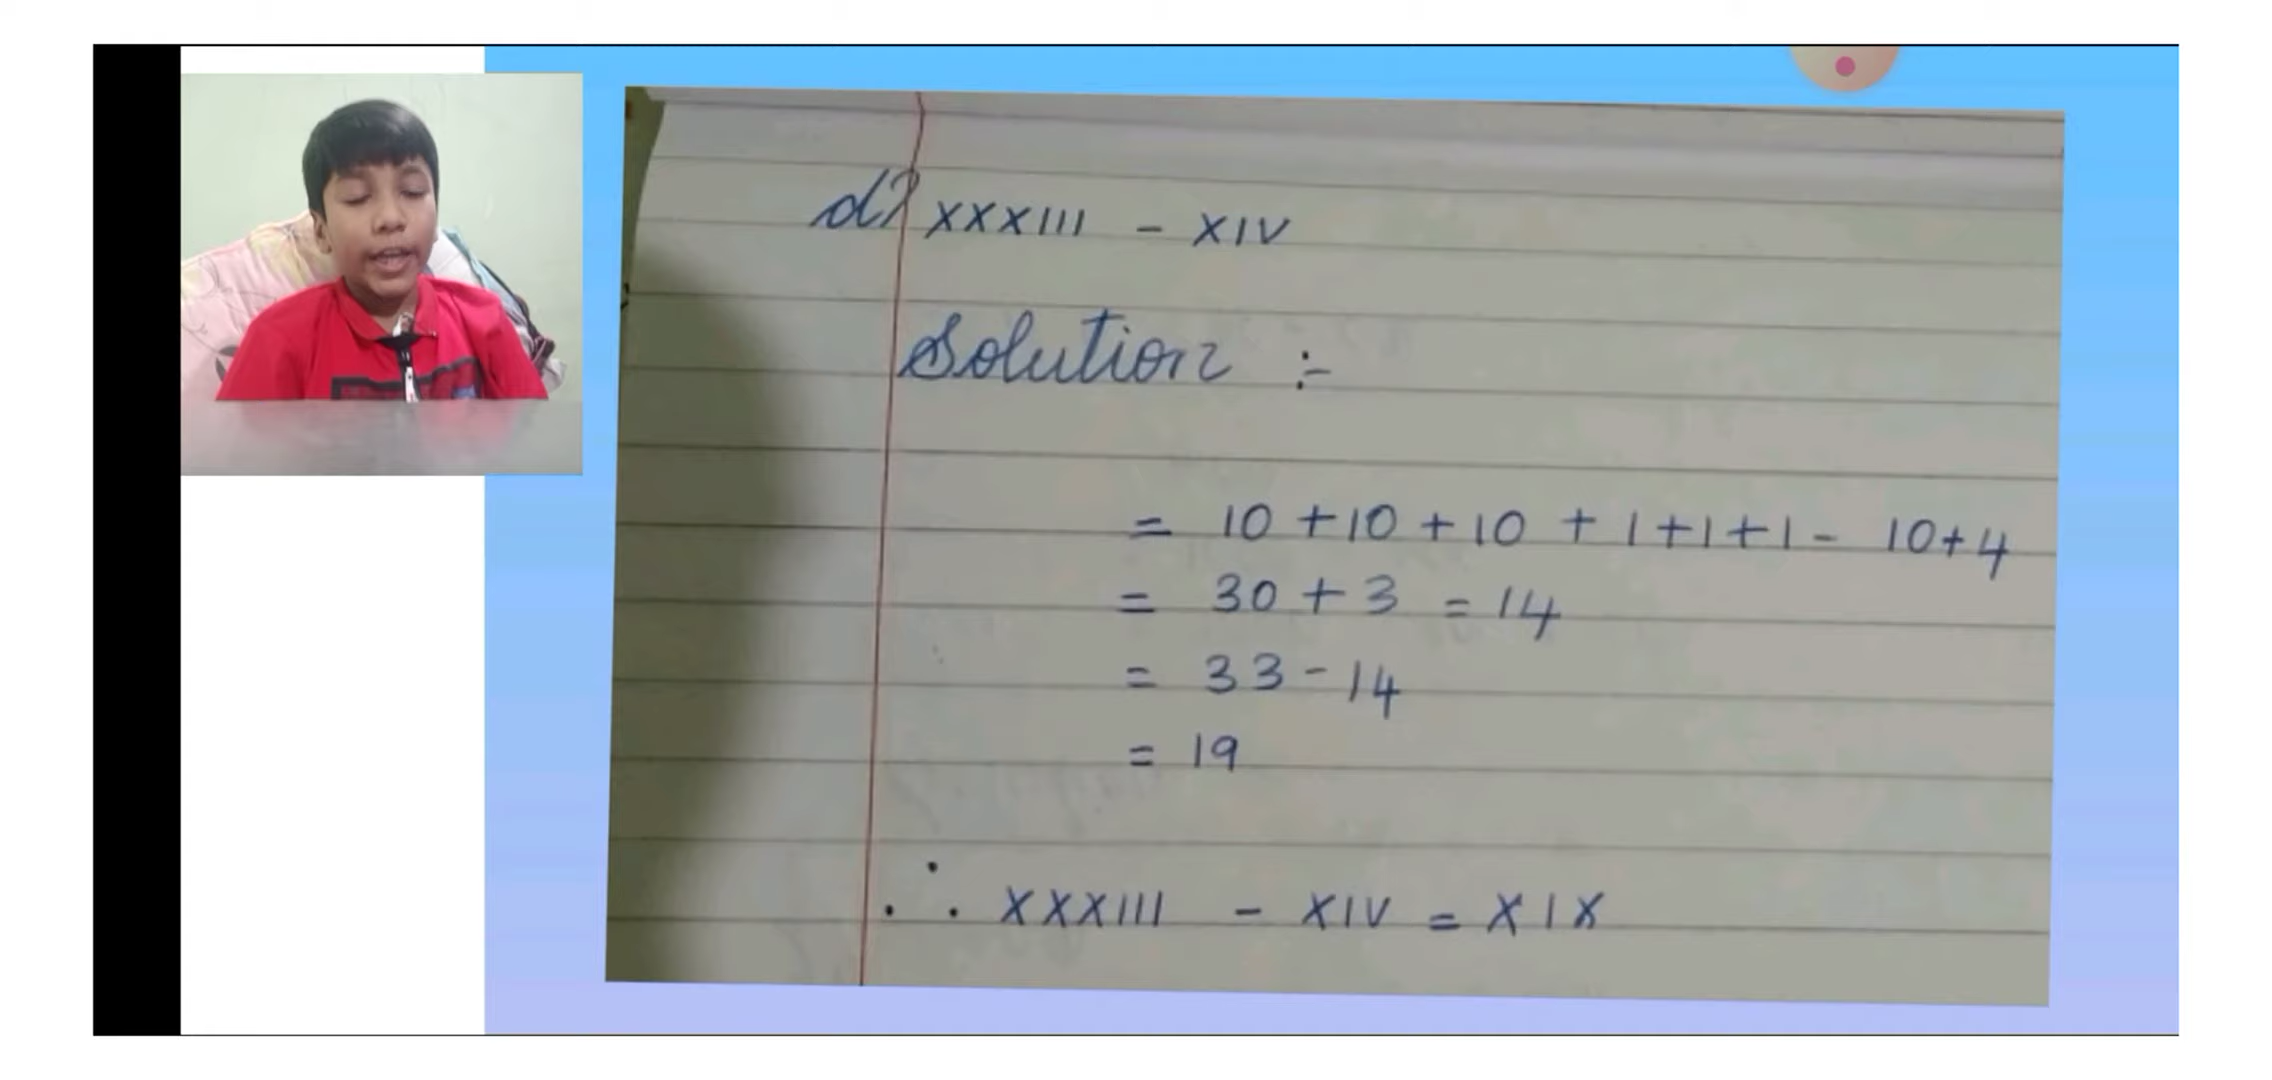 d) XXXIII - XIV
Solution :-
= 10 + 10 + 10 + 1 + 1 + 1 - 10 + 4
= 30 + 3 = 14
= 33 - 14
= 19
∴ XXXIII - XIV = XIX